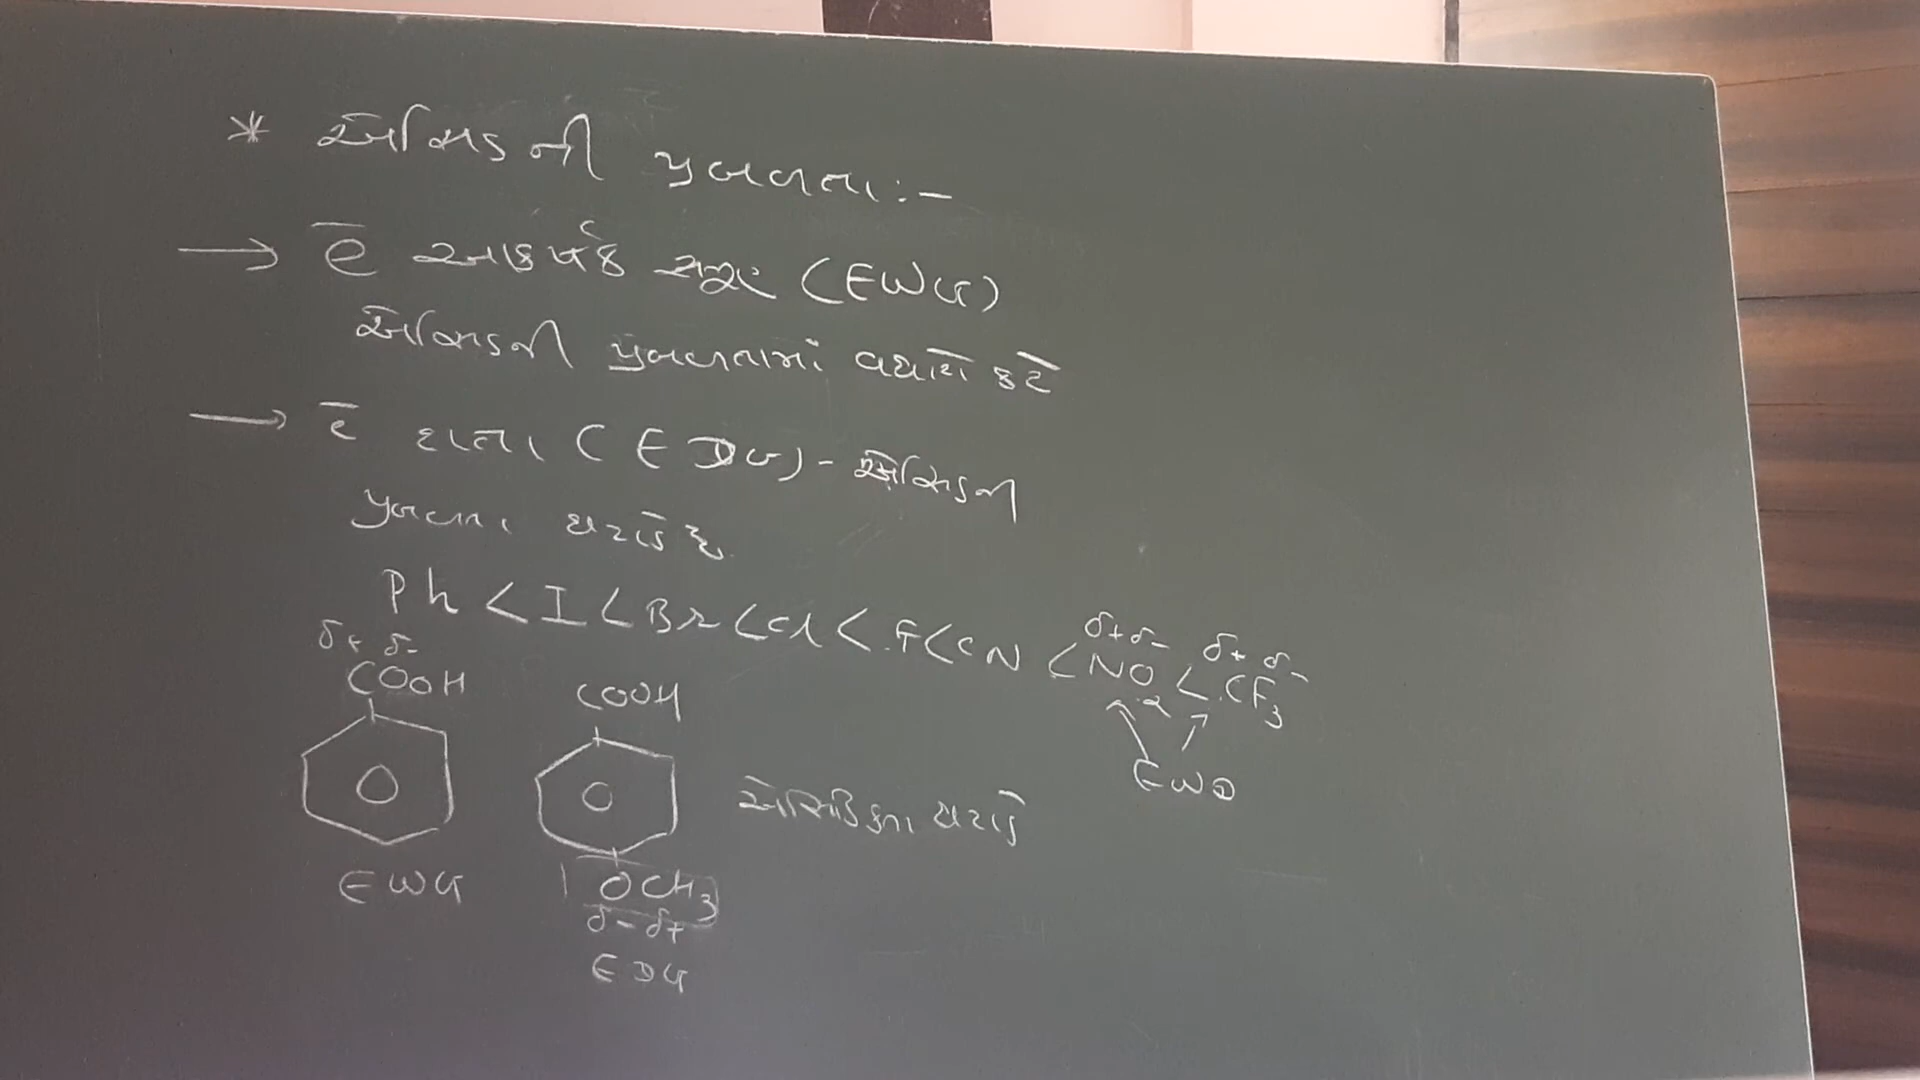 * એસિડની પ્રબળતા :-
→ e̅ આકર્ષક સમૂહ (EWG)
એસિડની પ્રબળતામાં વધારો કરે
→ e̅ દાતા (EDG) - એસિડની
પ્રબળતા ઘટાડે છે.
Ph < I < Br < Cl < F < CN < NO2 < CF3
δ+ δ- δ+ δ- δ+ δ-
COOH COOH
EWD
એસિડિકતા ઘટાડે
EWG OCH3
δ- δ+
EDG